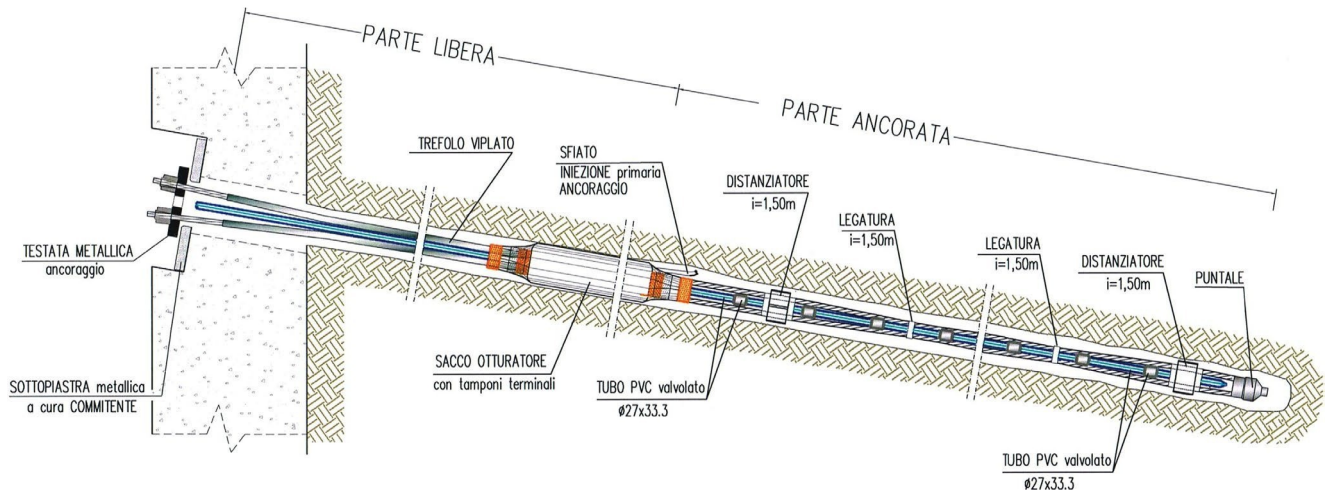 PARTE LIBERA
PARTE ANCORATA
TREFOLO VIPLATO
SFIATO
INIEZIONE primaria
ANCORAGGIO
DISTANZIATORE
i=1,50m
LEGATURA
i=1,50m
LEGATURA
i=1,50m
DISTANZIATORE
i=1,50m
PUNTALE
TESTATA METALLICA
ancoraggio
SOTTOPIASTRA metallica
a cura COMMITENTE
SACCO OTTURATORE
con tamponi terminali
TUBO PVC valvolato
ø27x33.3
TUBO PVC valvolato
ø27x33.3